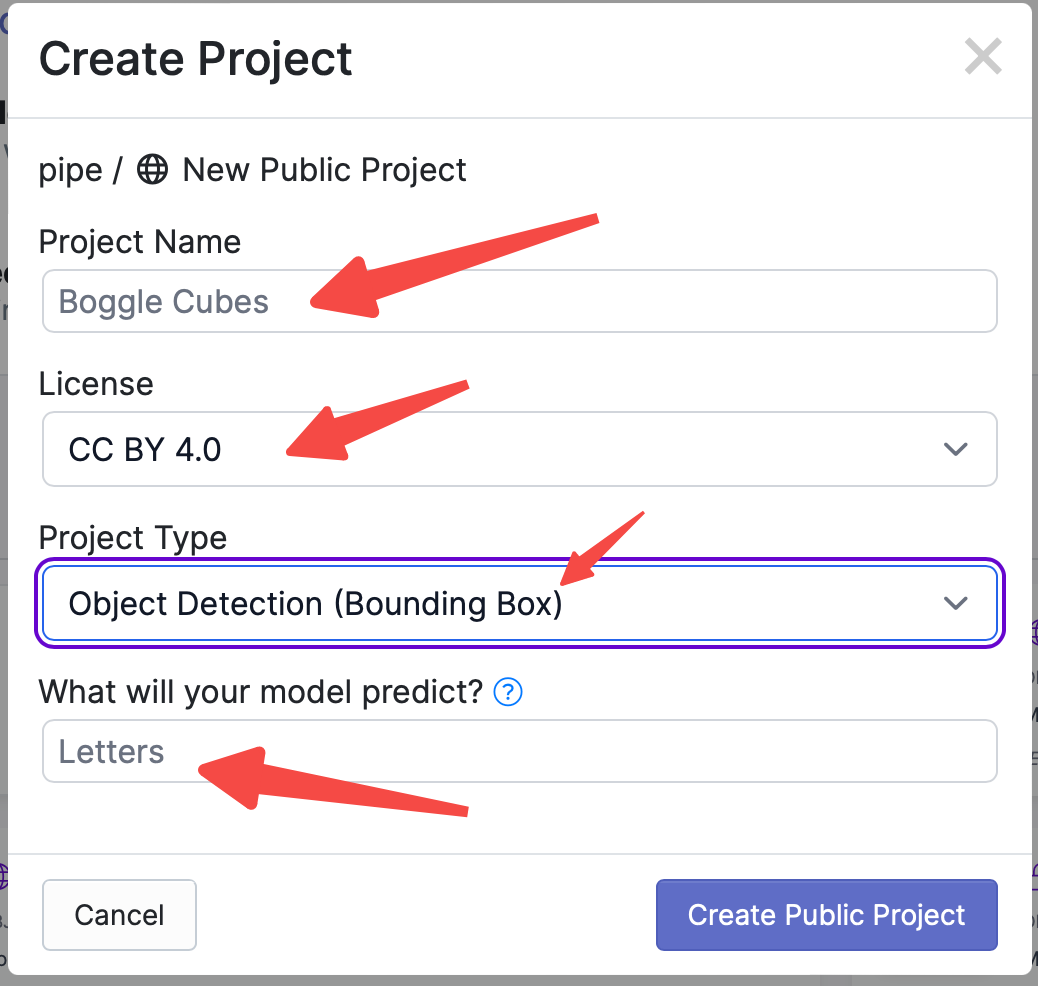 Create Project
pipe / New Public Project
Project Name
Boggle Cubes
License
CC BY 4.0
Project Type
Object Detection (Bounding Box)
What will your model predict? ?
Letters
Cancel
Create Public Project